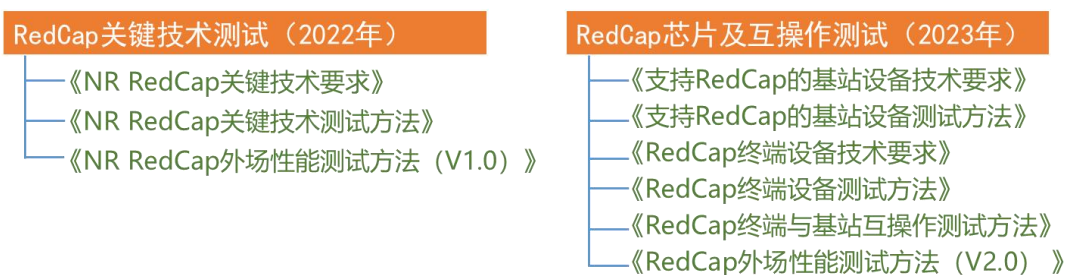 RedCap关键技术测试（2022年）
《NR RedCap关键技术要求》
《NR RedCap关键技术测试方法》
《NR RedCap外场性能测试方法（V1.0）》
RedCap芯片及互操作测试（2023年）
《支持RedCap的基站设备技术要求》
《支持RedCap的基站设备测试方法》
《RedCap终端设备技术要求》
《RedCap终端设备测试方法》
《RedCap终端与基站互操作测试方法》
《RedCap外场性能测试方法（V2.0） 》